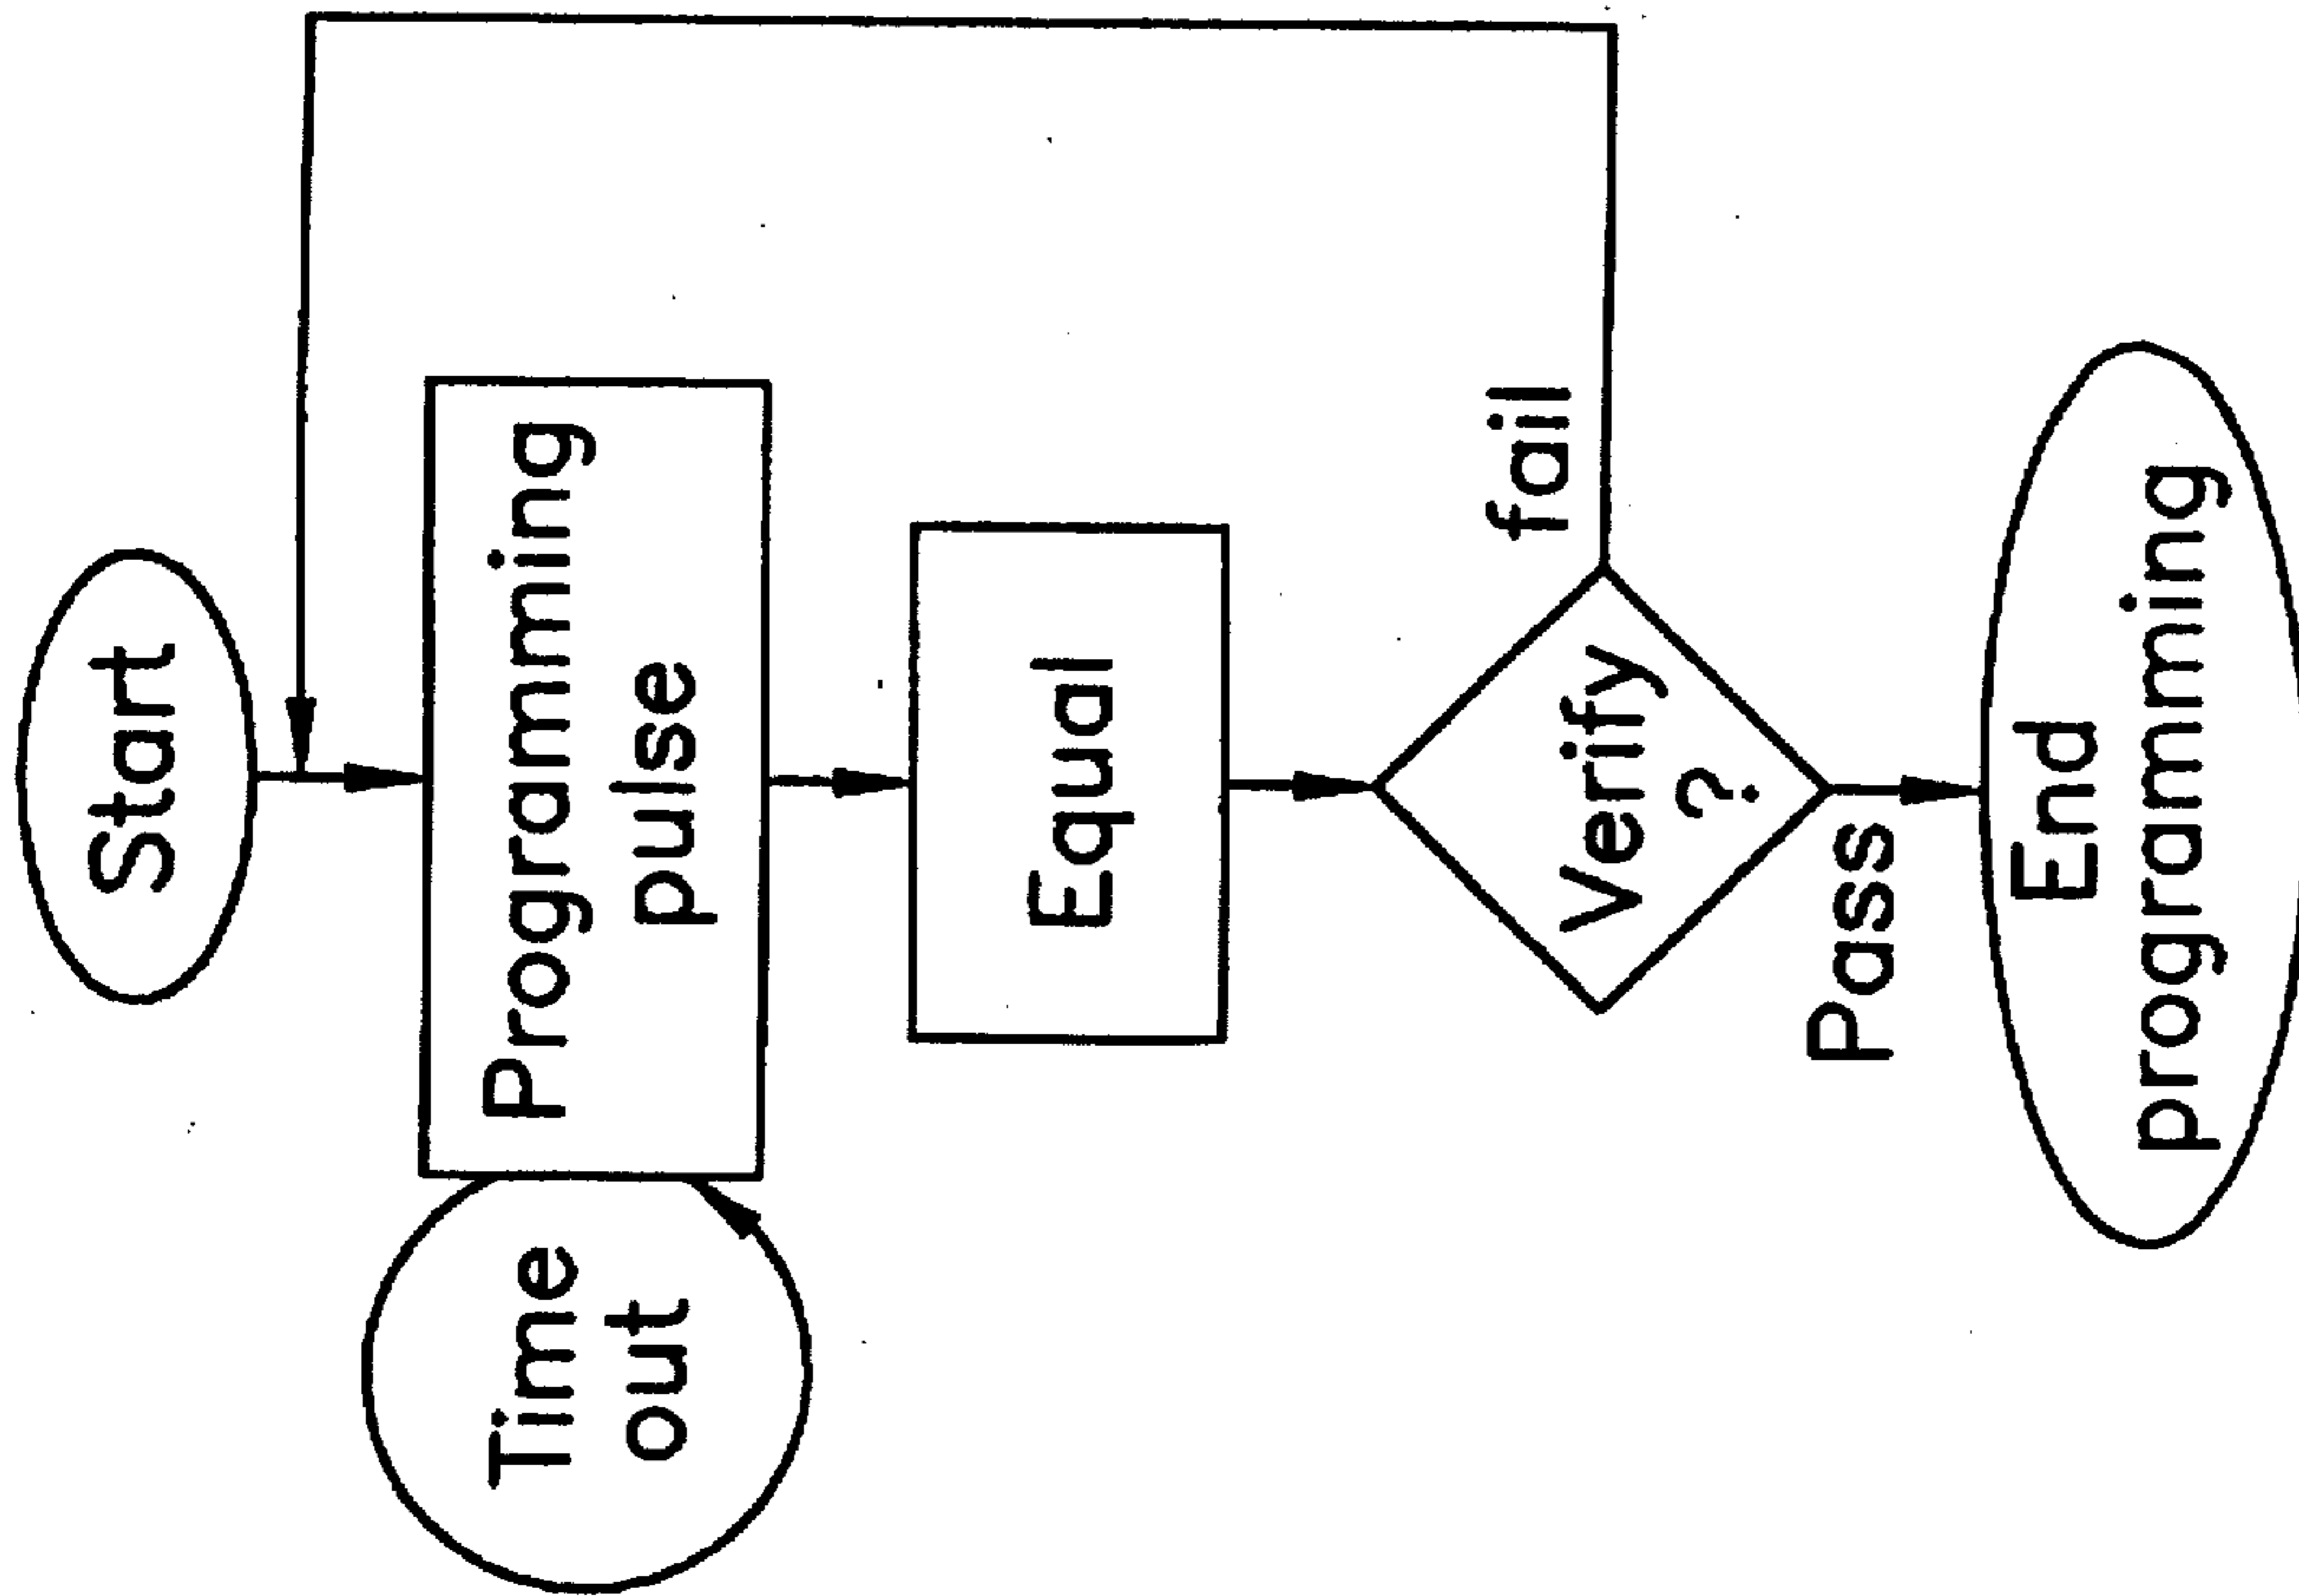 Start
Programming
pulse
Time
out
Equal
Verify
?
fail
Pass
End
programming